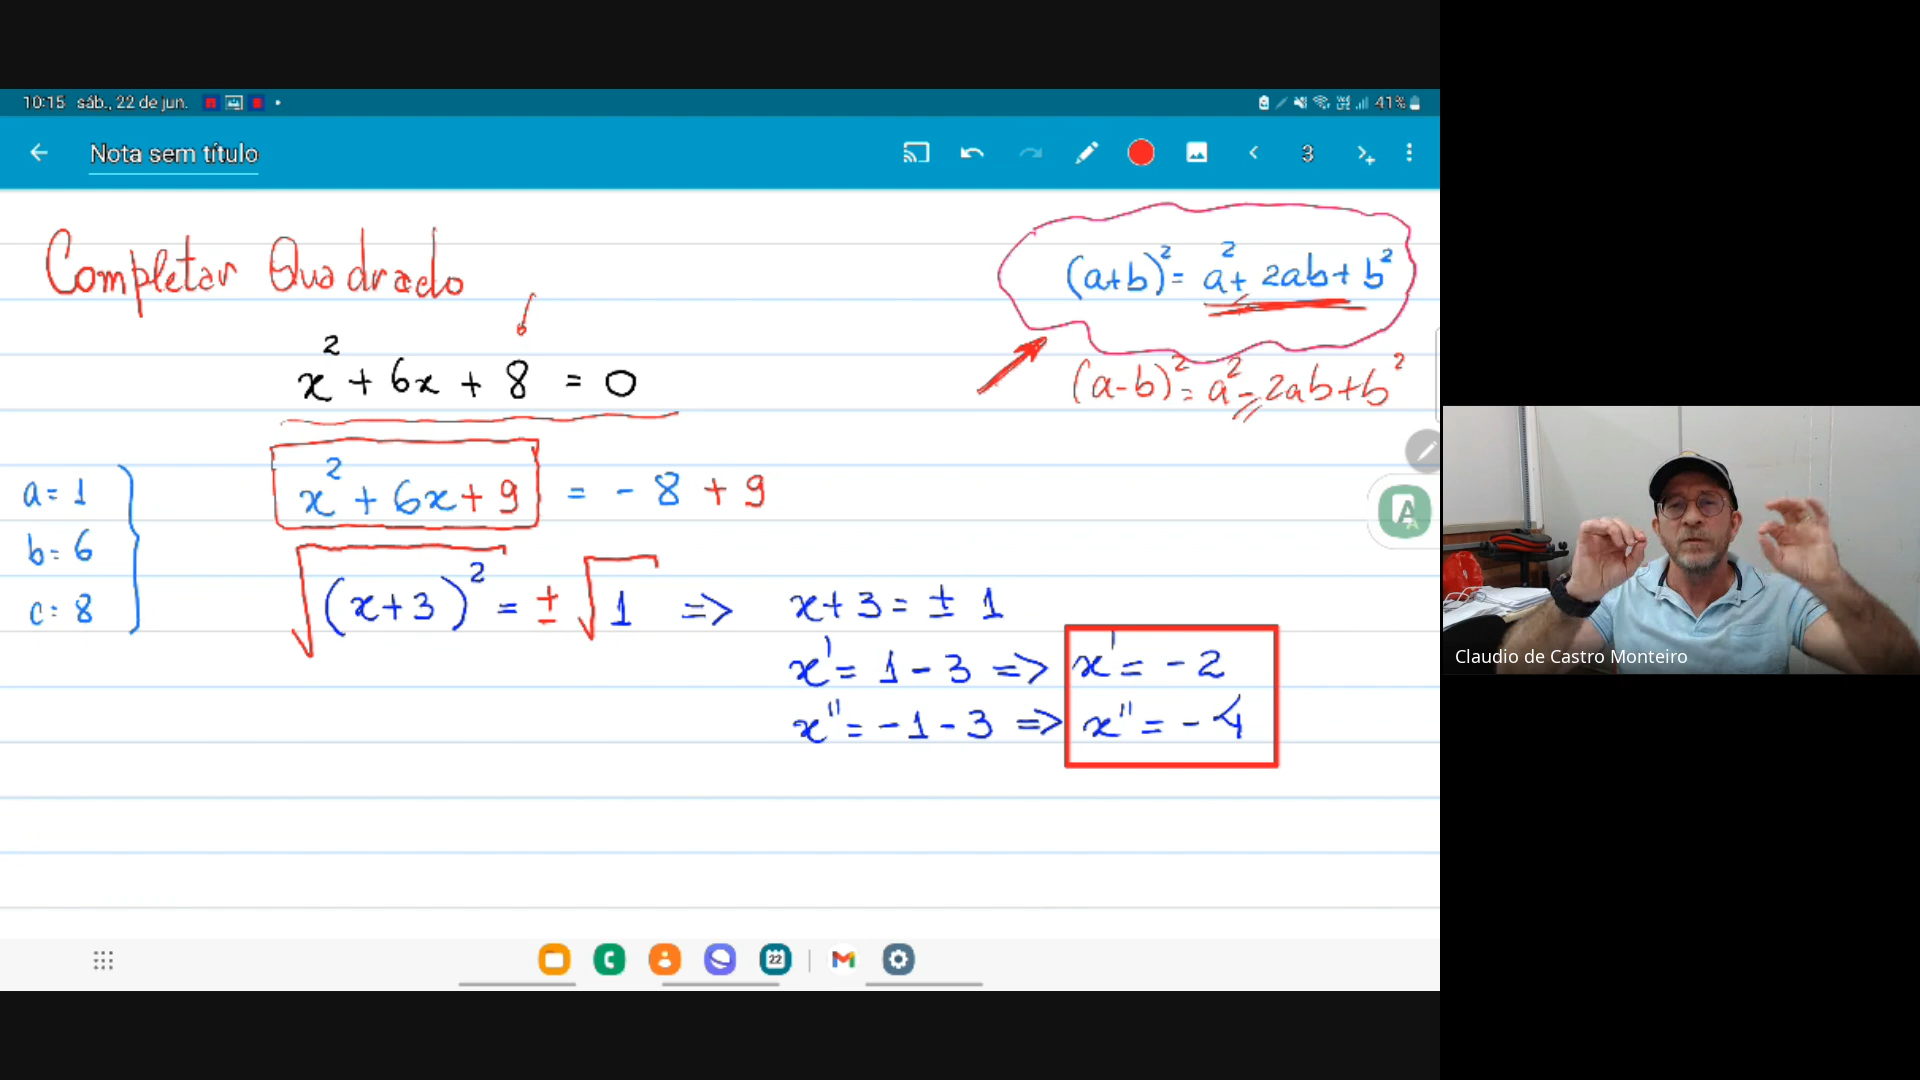 10:15 sáb., 22 de jun.
41%
Nota sem título
3
Completar Quadrado
(a+b)² = a² + 2ab + b²
x² + 6x + 8 = 0
(a-b)² = a² - 2ab + b²
a = 1
x² + 6x + 9 = - 8 + 9
b = 6
c = 8
√(x+3)² = ± √1 => x + 3 = ± 1
x' = 1 - 3 => x' = - 2
x'' = - 1 - 3 => x'' = - 4
A
Claudio de Castro Monteiro
22